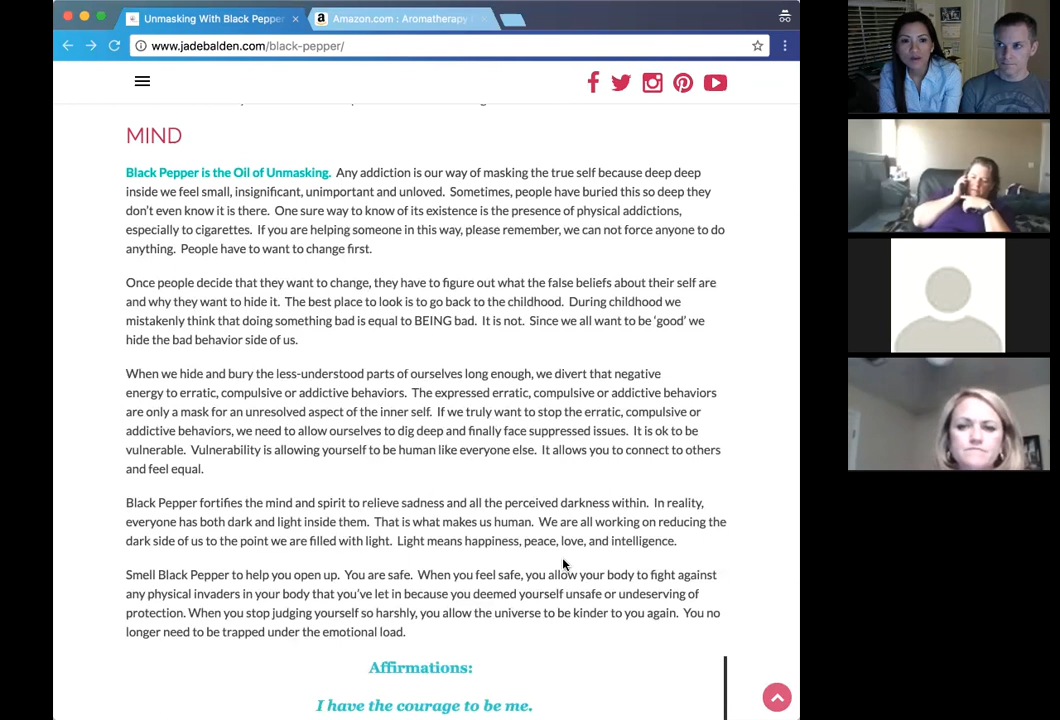 Unmasking With Black Pepper
Amazon.com : Aromatherapy
www.jadebalden.com/black-pepper/
MIND
Black Pepper is the Oil of Unmasking. Any addiction is our way of masking the true self because deep deep
inside we feel small, insignificant, unimportant and unloved. Sometimes, people have buried this so deep they
don't even know it is there. One sure way to know of its existence is the presence of physical addictions,
especially to cigarettes. If you are helping someone in this way, please remember, we can not force anyone to do
anything. People have to want to change first.
Once people decide that they want to change, they have to figure out what the false beliefs about their self are
and why they want to hide it. The best place to look is to go back to the childhood. During childhood we
mistakenly think that doing something bad is equal to BEING bad. It is not. Since we all want to be 'good' we
hide the bad behavior side of us.
When we hide and bury the less-understood parts of ourselves long enough, we divert that negative
energy to erratic, compulsive or addictive behaviors. The expressed erratic, compulsive or addictive behaviors
are only a mask for an unresolved aspect of the inner self. If we truly want to stop the erratic, compulsive or
addictive behaviors, we need to allow ourselves to dig deep and finally face suppressed issues. It is ok to be
vulnerable. Vulnerability is allowing yourself to be human like everyone else. It allows you to connect to others
and feel equal.
Black Pepper fortifies the mind and spirit to relieve sadness and all the perceived darkness within. In reality,
everyone has both dark and light inside them. That is what makes us human. We are all working on reducing the
dark side of us to the point we are filled with light. Light means happiness, peace, love, and intelligence.
Smell Black Pepper to help you open up. You are safe. When you feel safe, you allow your body to fight against
any physical invaders in your body that you've let in because you deemed yourself unsafe or undeserving of
protection. When you stop judging yourself so harshly, you allow the universe to be kinder to you again. You no
longer need to be trapped under the emotional load.
Affirmations:
I have the courage to be me.